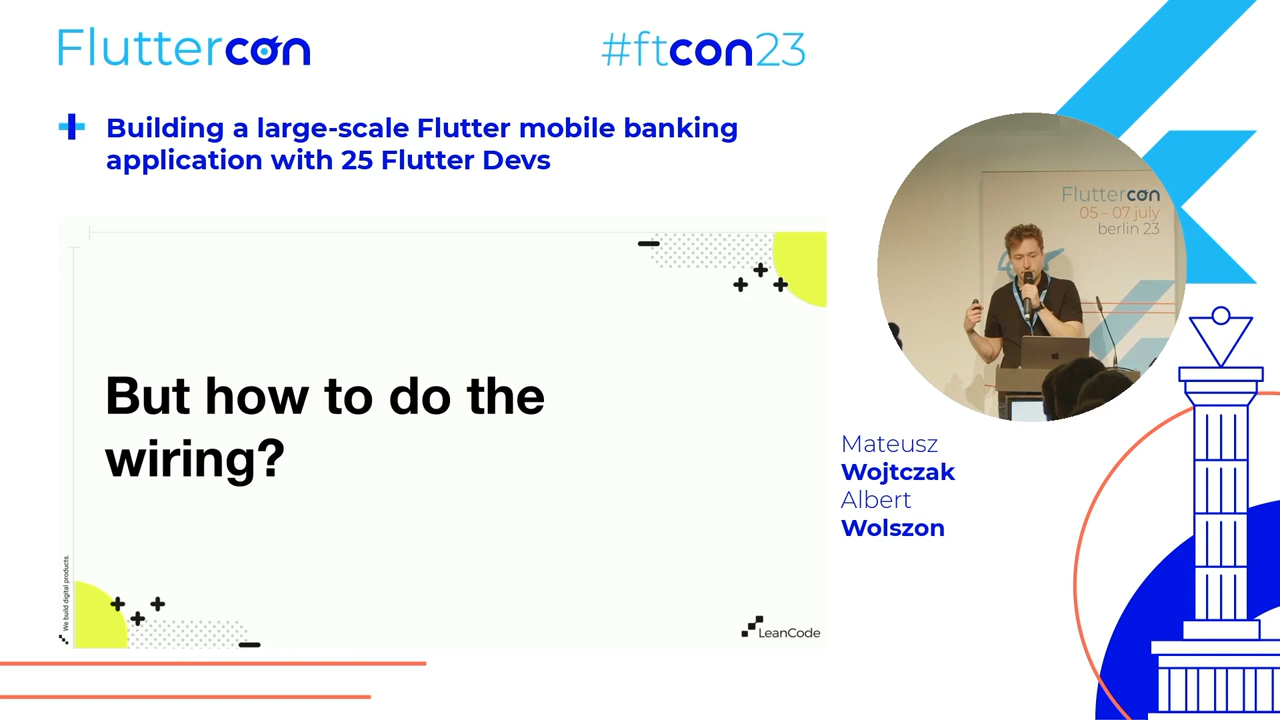 Fluttercon
#ftcon23
Building a large-scale Flutter mobile banking
application with 25 Flutter Devs
Fluttercon
05 – 07 july
berlin 23
But how to do the
wiring?
Mateusz
Wojtczak
Albert
Wolszon
We build digital products.
LeanCode